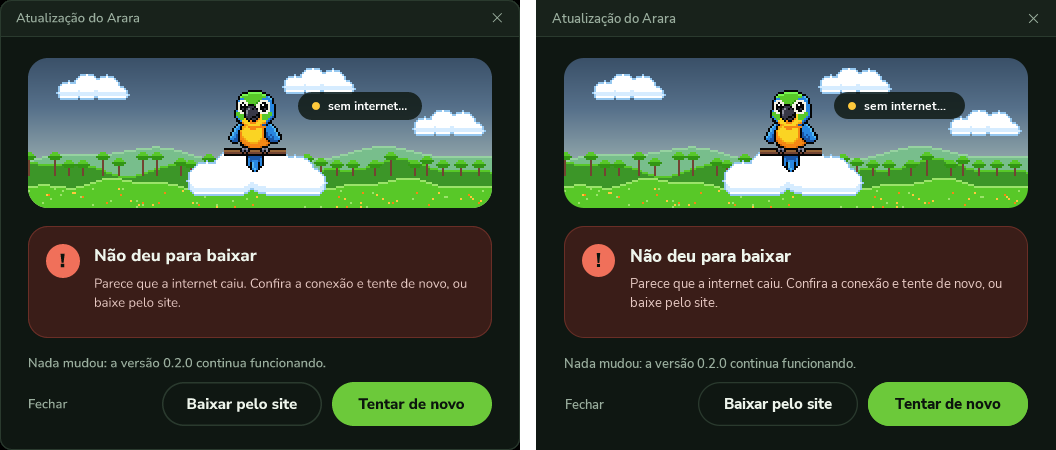 Atualização do Arara
sem internet...
!
Não deu para baixar
Parece que a internet caiu. Confira a conexão e tente de novo, ou
baixe pelo site.
Nada mudou: a versão 0.2.0 continua funcionando.
Fechar
Baixar pelo site
Tentar de novo
Atualização do Arara
sem internet...
!
Não deu para baixar
Parece que a internet caiu. Confira a conexão e tente de novo, ou
baixe pelo site.
Nada mudou: a versão 0.2.0 continua funcionando.
Fechar
Baixar pelo site
Tentar de novo